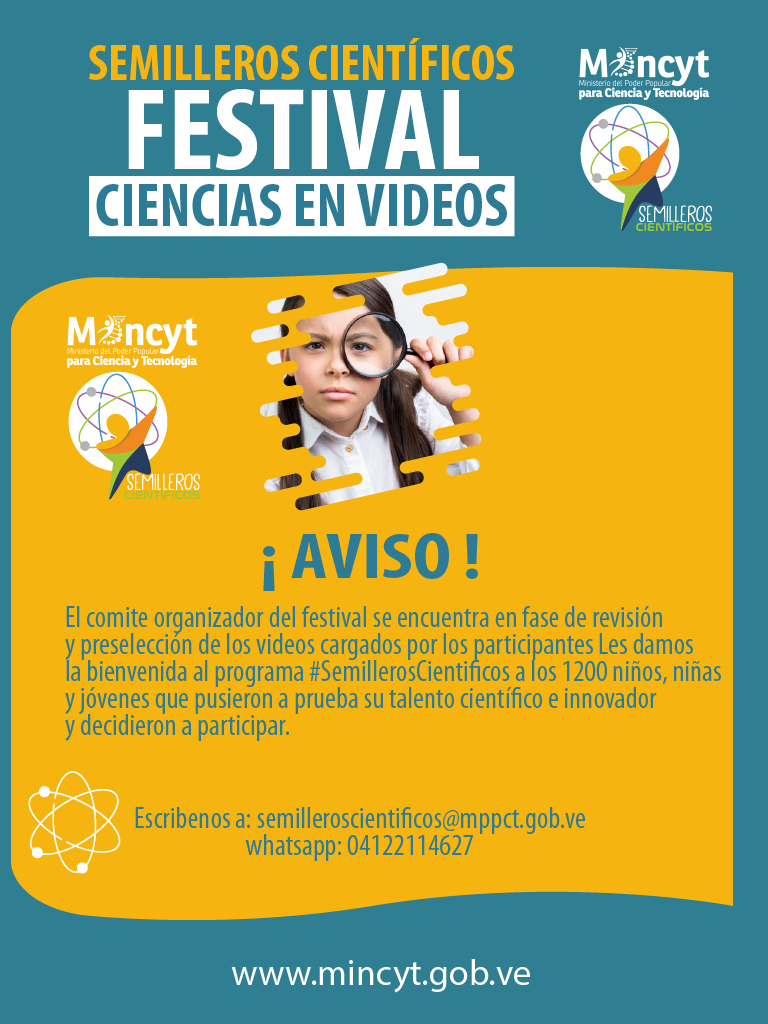 SEMILLEROS CIENTÍFICOS
FESTIVAL
CIENCIAS EN VIDEOS
Mincyt
Ministerio del Poder Popular
para Ciencia y Tecnología
SEMILLEROS
CIENTÍFICOS
Mincyt
Ministerio del Poder Popular
para Ciencia y Tecnología
SEMILLEROS
CIENTÍFICOS
¡ AVISO !
El comite organizador del festival se encuentra en fase de revisión
y preselección de los videos cargados por los participantes Les damos
la bienvenida al programa #SemillerosCientificos a los 1200 niños, niñas
y jóvenes que pusieron a prueba su talento científico e innovador
y decidieron a participar.
Escribenos a: semilleroscientificos@mppct.gob.ve
whatsapp: 04122114627
www.mincyt.gob.ve